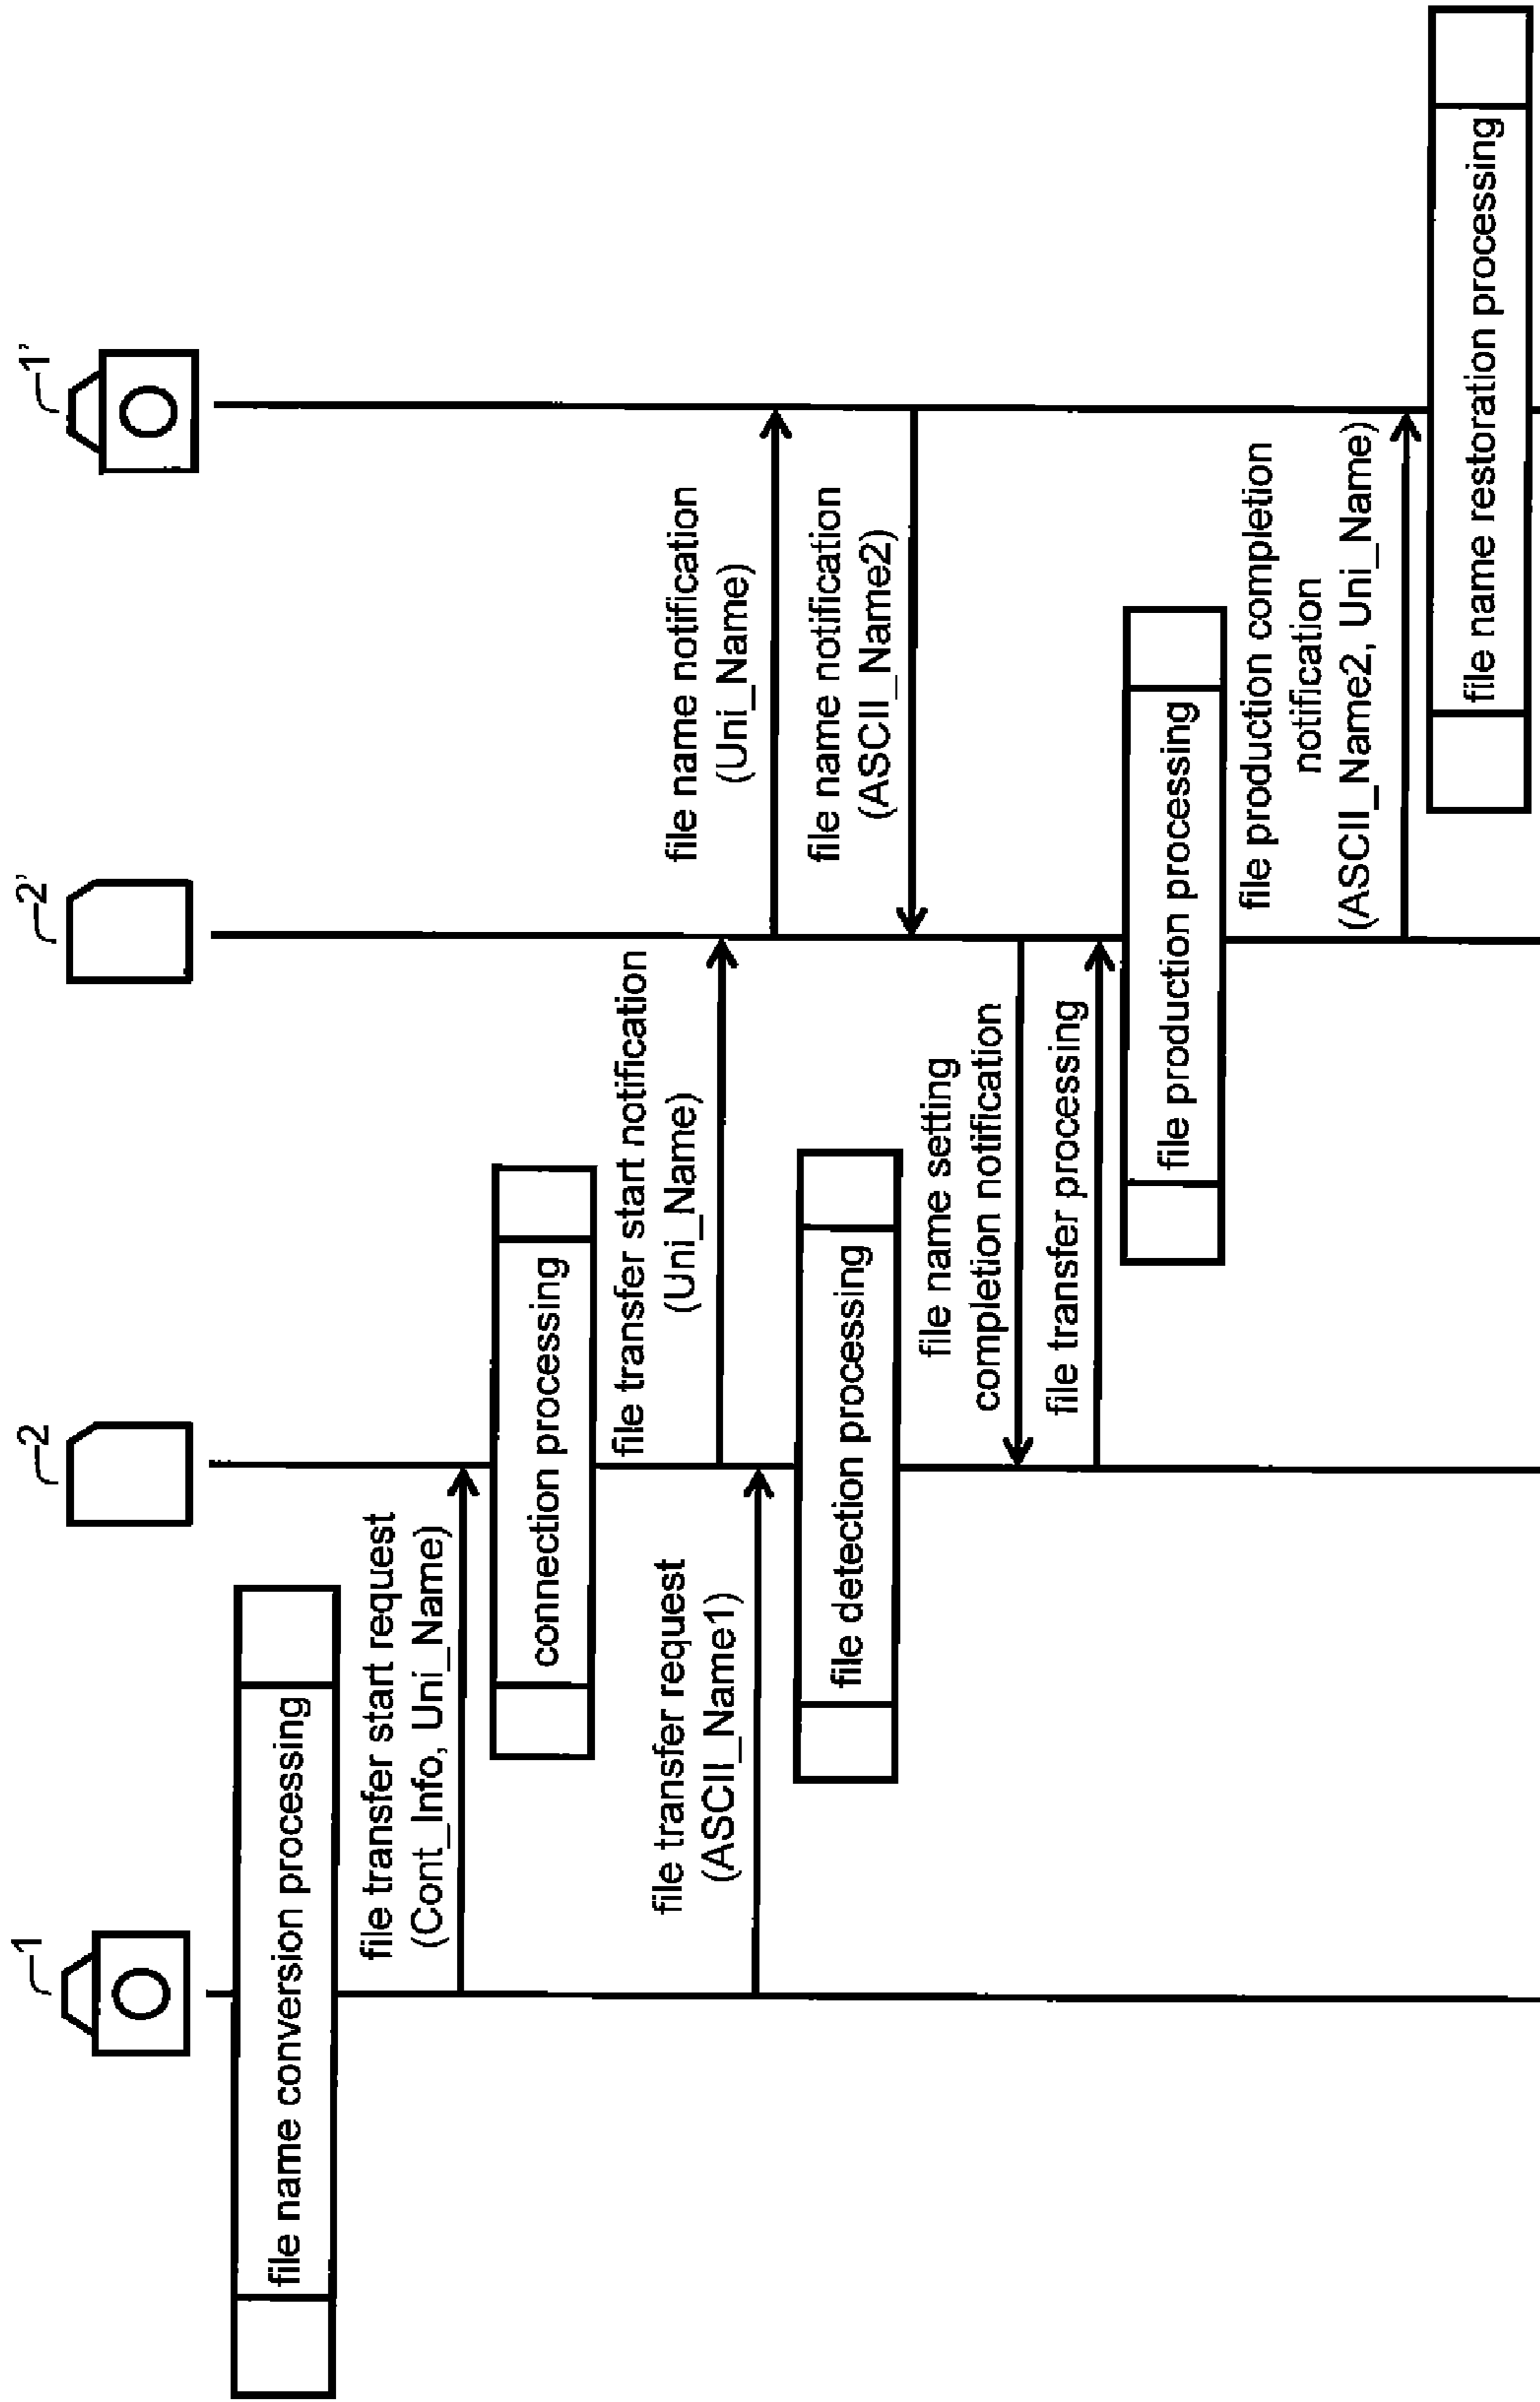 1
2
2'
1'
file name conversion processing
file transfer start request
(Cont_Info, Uni_Name)
connection processing
file transfer start notification
(Uni_Name)
file transfer request
(ASCII_Name1)
file name notification
(Uni_Name)
file detection processing
file name notification
(ASCII_Name2)
file name setting
completion notification
file transfer processing
file production processing
file production completion
notification
(ASCII_Name2, Uni_Name)
file name restoration processing